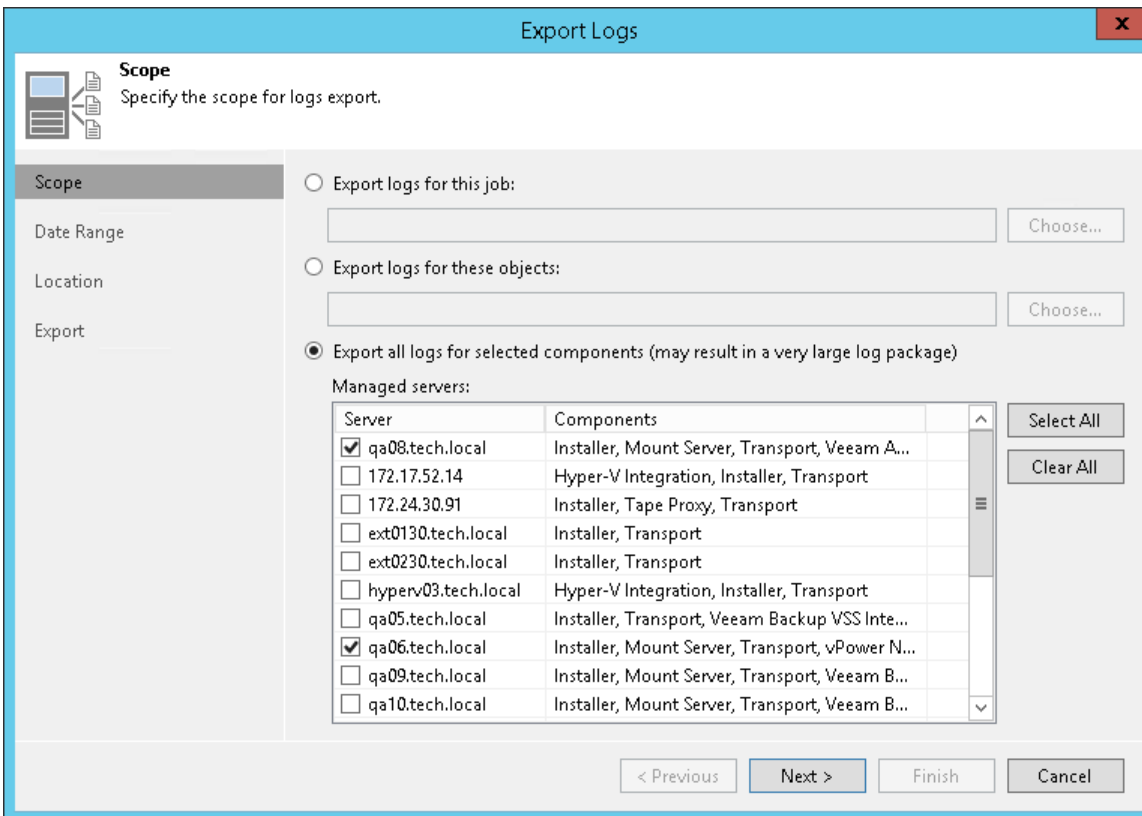 Export Logs
x
Scope
Specify the scope for logs export.
Scope
Date Range
Location
Export
Export logs for this job:
Choose...
Export logs for these objects:
Choose...
Export all logs for selected components (may result in a very large log package)
Managed servers:
Server Components
qa08.tech.local Installer, Mount Server, Transport, Veeam A...
172.17.52.14 Hyper-V Integration, Installer, Transport
172.24.30.91 Installer, Tape Proxy, Transport
ext0130.tech.local Installer, Transport
ext0230.tech.local Installer, Transport
hyperv03.tech.local Hyper-V Integration, Installer, Transport
qa05.tech.local Installer, Transport, Veeam Backup VSS Inte...
qa06.tech.local Installer, Mount Server, Transport, vPower N...
qa09.tech.local Installer, Mount Server, Transport, Veeam B...
qa10.tech.local Installer, Mount Server, Transport, Veeam B...
Select All
Clear All
< Previous Next > Finish Cancel